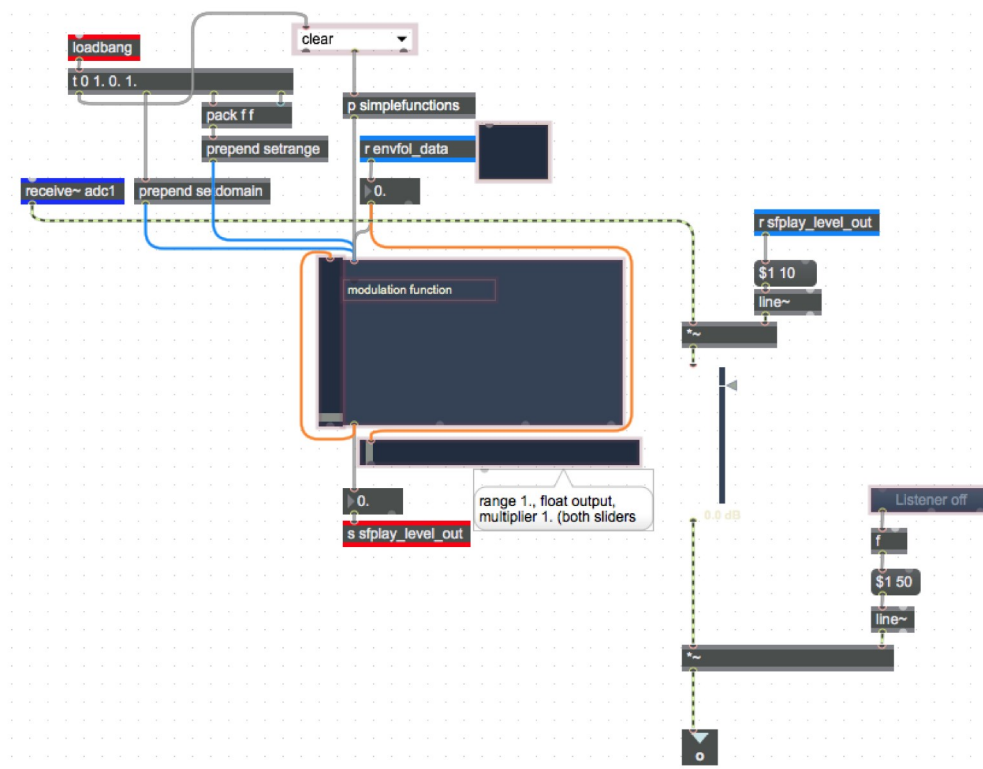 clear
loadbang
t 0 1. 0. 1.
p simplefunctions
pack f f
prepend setrange
r envfol_data
receive~ adc1
prepend setdomain
0.
r sfplay_level_out
$1 10
line~
modulation function
*~
0.0 dB
range 1., float output,
multiplier 1. (both sliders
0.
s sfplay_level_out
Listener off
f
$1 50
line~
*~
o